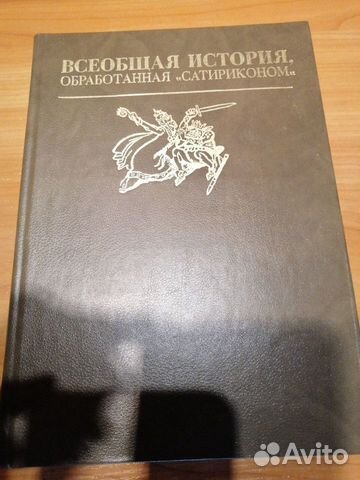 ВСЕОБЩАЯ ИСТОРИЯ,
ОБРАБОТАННАЯ „САТИРИКОНОМ“
Avito